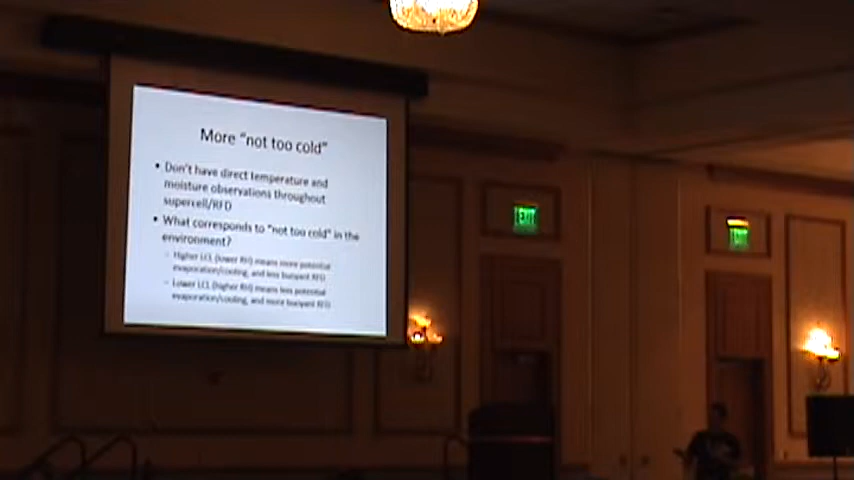 More “not too cold”
• Don't have direct temperature and
moisture observations throughout
supercell/RFD
• What corresponds to “not too cold” in the
environment?
– Higher LCL (lower RH) means more potential
evaporation/cooling, and less buoyant RFD
– Lower LCL (higher RH) means less potential
evaporation/cooling, and more buoyant RFD
EXIT
EXIT